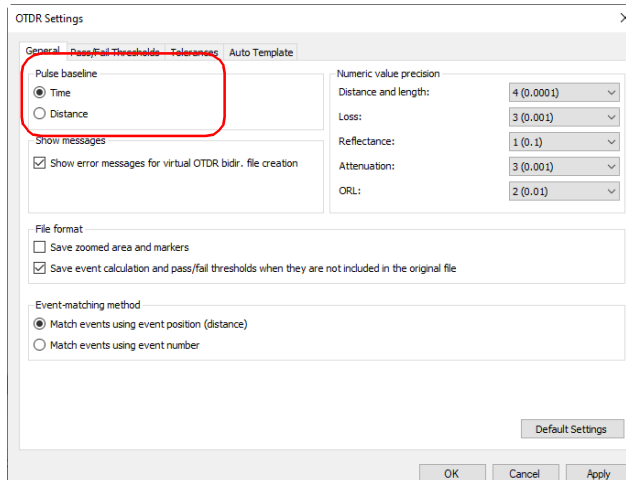 OTDR Settings
General Pass/Fail Thresholds Tolerances Auto Template
Pulse baseline
Time
Distance
Show messages
Show error messages for virtual OTDR bidir. file creation
Numeric value precision
Distance and length: 4 (0.0001)
Loss: 3 (0.001)
Reflectance: 1 (0.1)
Attenuation: 3 (0.001)
ORL: 2 (0.01)
File format
Save zoomed area and markers
Save event calculation and pass/fail thresholds when they are not included in the original file
Event-matching method
Match events using event position (distance)
Match events using event number
Default Settings
OK Cancel Apply